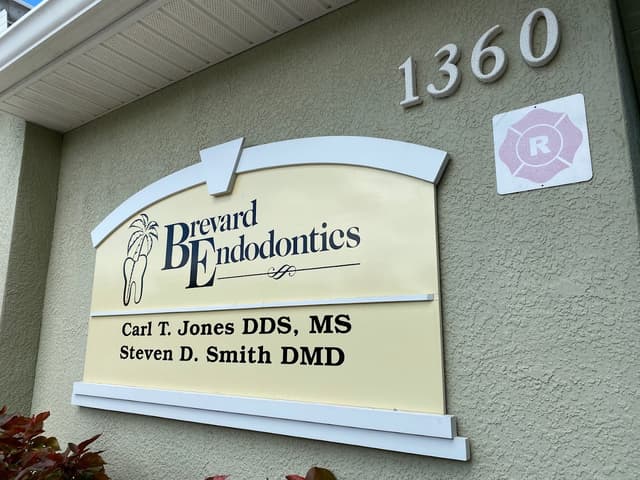 1360
R
Brevard
Endodontics
Carl T. Jones DDS, MS
Steven D. Smith DMD